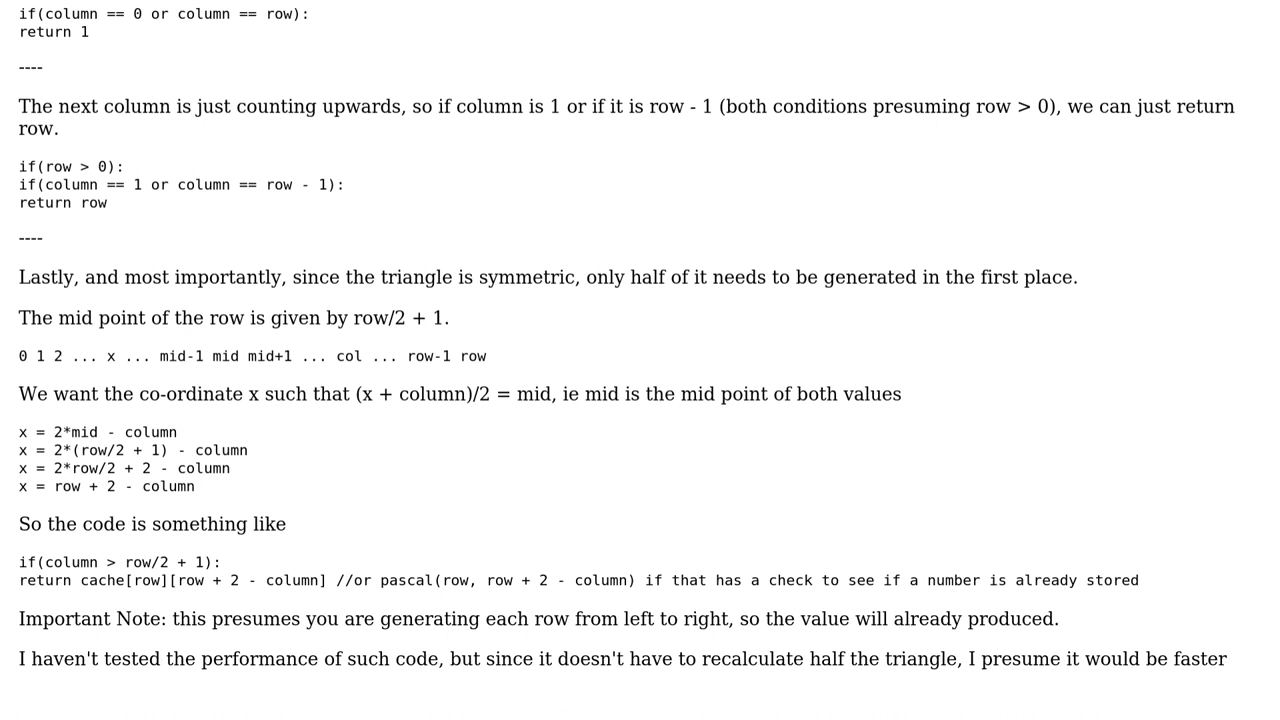 if(column == 0 or column == row):
return 1
----
The next column is just counting upwards, so if column is 1 or if it is row - 1 (both conditions presuming row > 0), we can just return
row.
if(row > 0):
if(column == 1 or column == row - 1):
return row
----
Lastly, and most importantly, since the triangle is symmetric, only half of it needs to be generated in the first place.
The mid point of the row is given by row/2 + 1.
0 1 2 ... x ... mid-1 mid mid+1 ... col ... row-1 row
We want the co-ordinate x such that (x + column)/2 = mid, ie mid is the mid point of both values
x = 2*mid - column
x = 2*(row/2 + 1) - column
x = 2*row/2 + 2 - column
x = row + 2 - column
So the code is something like
if(column > row/2 + 1):
return cache[row][row + 2 - column] //or pascal(row, row + 2 - column) if that has a check to see if a number is already stored
Important Note: this presumes you are generating each row from left to right, so the value will already produced.
I haven't tested the performance of such code, but since it doesn't have to recalculate half the triangle, I presume it would be faster